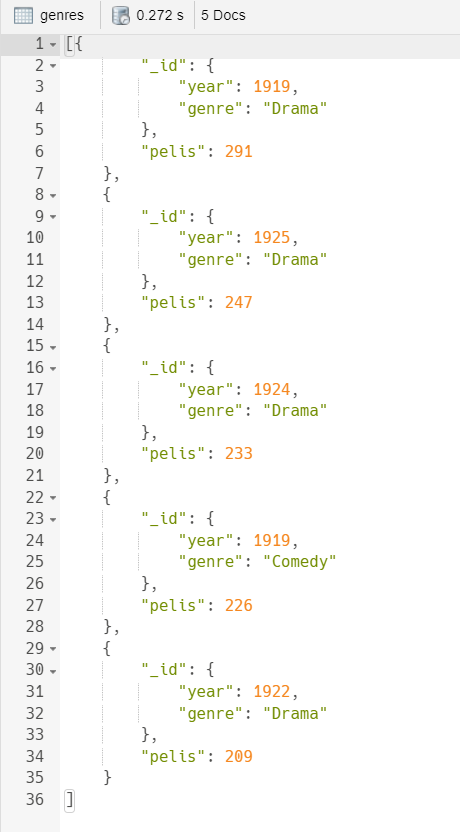 genres 0.272 s 5 Docs
1 [{
2 "_id": {
3 "year": 1919,
4 "genre": "Drama"
5 },
6 "pelis": 291
7 },
8 {
9 "_id": {
10 "year": 1925,
11 "genre": "Drama"
12 },
13 "pelis": 247
14 },
15 {
16 "_id": {
17 "year": 1924,
18 "genre": "Drama"
19 },
20 "pelis": 233
21 },
22 {
23 "_id": {
24 "year": 1919,
25 "genre": "Comedy"
26 },
27 "pelis": 226
28 },
29 {
30 "_id": {
31 "year": 1922,
32 "genre": "Drama"
33 },
34 "pelis": 209
35 }
36 ]